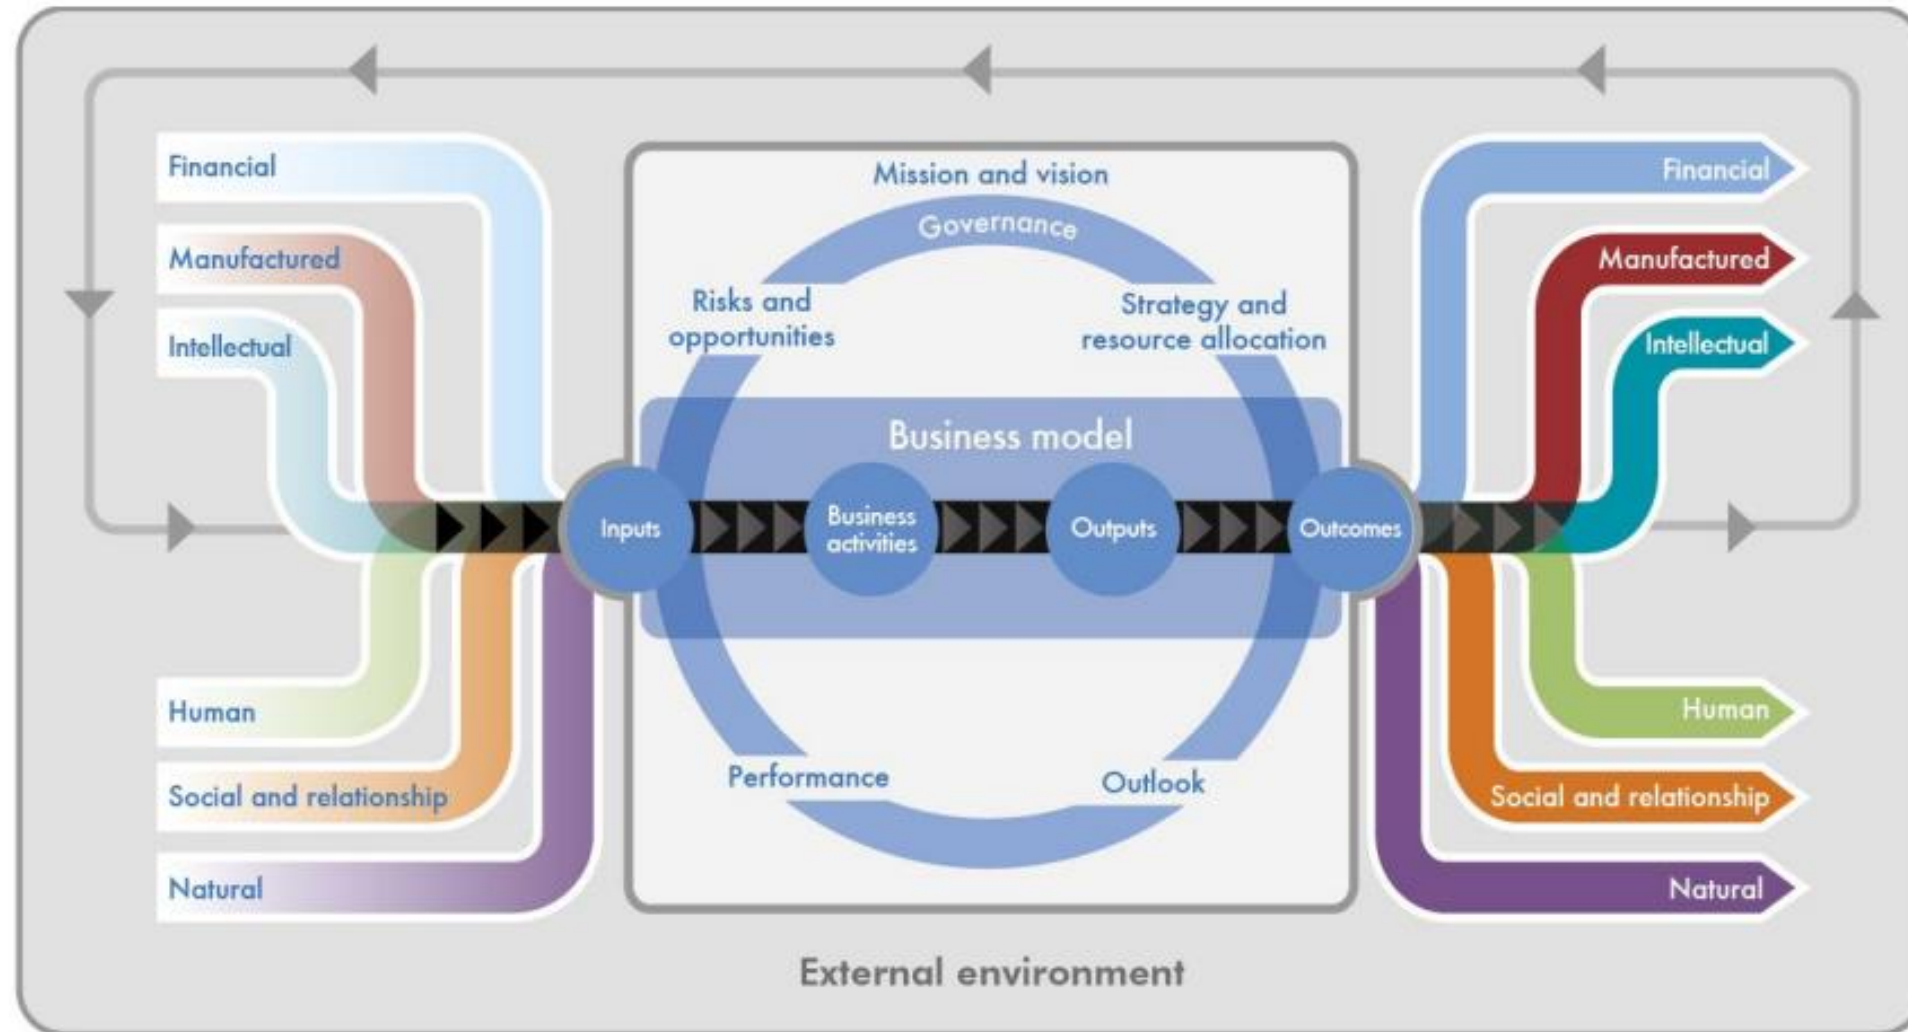 Financial
Manufactured
Intellectual
Human
Social and relationship
Natural
Mission and vision
Governance
Risks and
opportunities
Strategy and
resource allocation
Business model
Inputs
Business
activities
Outputs
Outcomes
Performance
Outlook
Financial
Manufactured
Intellectual
Human
Social and relationship
Natural
External environment